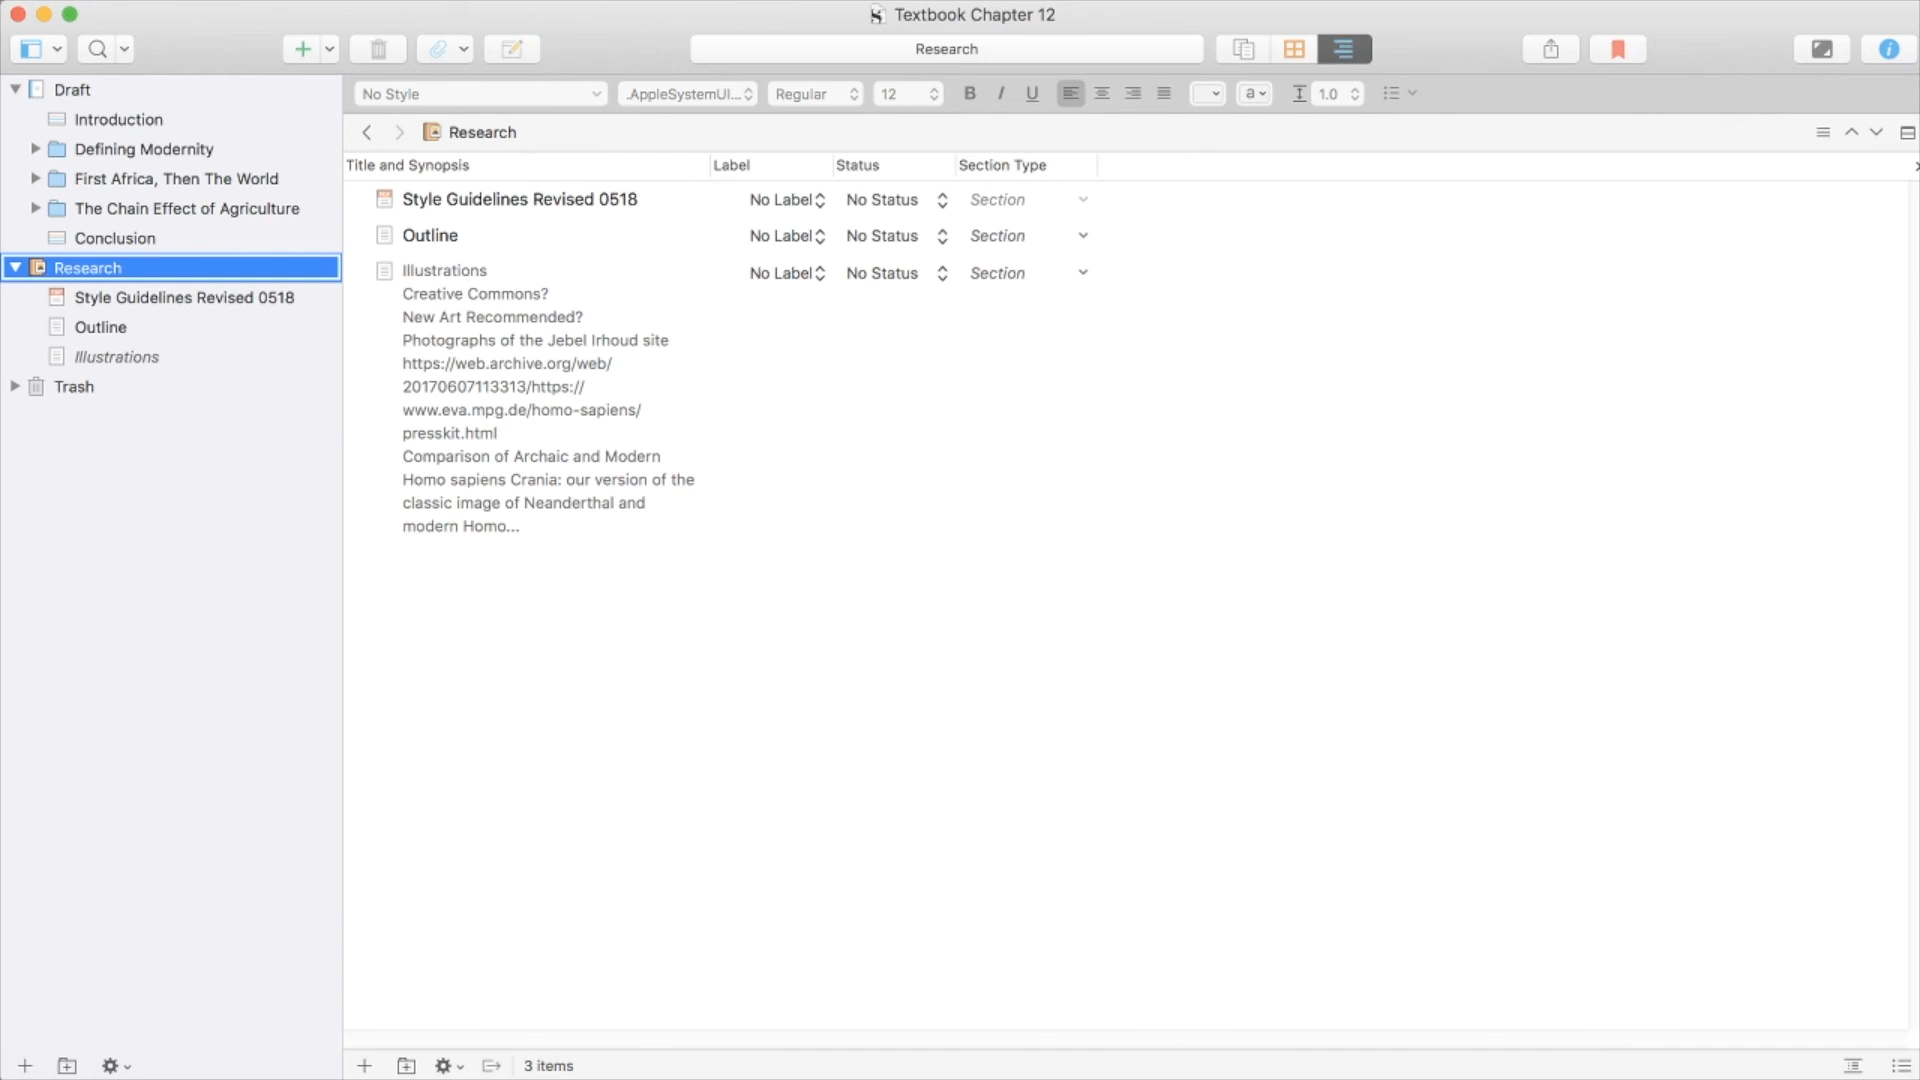 Textbook Chapter 12
Research
Draft
Introduction
Defining Modernity
First Africa, Then The World
The Chain Effect of Agriculture
Conclusion
Research
Style Guidelines Revised 0518
Outline
Illustrations
Trash
No Style
.AppleSystemUI...
Regular
12
B
I
U
a
1.0
Research
Title and Synopsis
Label
Status
Section Type
Style Guidelines Revised 0518
No Label
No Status
Section
Outline
No Label
No Status
Section
Illustrations
No Label
No Status
Section
Creative Commons?
New Art Recommended?
Photographs of the Jebel Irhoud site
https://web.archive.org/web/
20170607113313/https://
www.eva.mpg.de/homo-sapiens/
presskit.html
Comparison of Archaic and Modern
Homo sapiens Crania: our version of the
classic image of Neanderthal and
modern Homo...
3 items